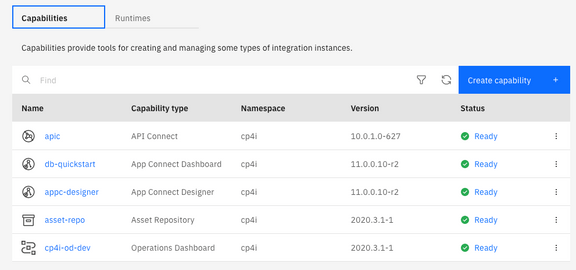 Capabilities Runtimes
Capabilities provide tools for creating and managing some types of integration instances.
Find Create capability +
Name Capability type Namespace Version Status
apic API Connect cp4i 10.0.1.0-627 Ready
db-quickstart App Connect Dashboard cp4i 11.0.0.10-r2 Ready
appc-designer App Connect Designer cp4i 11.0.0.10-r2 Ready
asset-repo Asset Repository cp4i 2020.3.1-1 Ready
cp4i-od-dev Operations Dashboard cp4i 2020.3.1-1 Ready